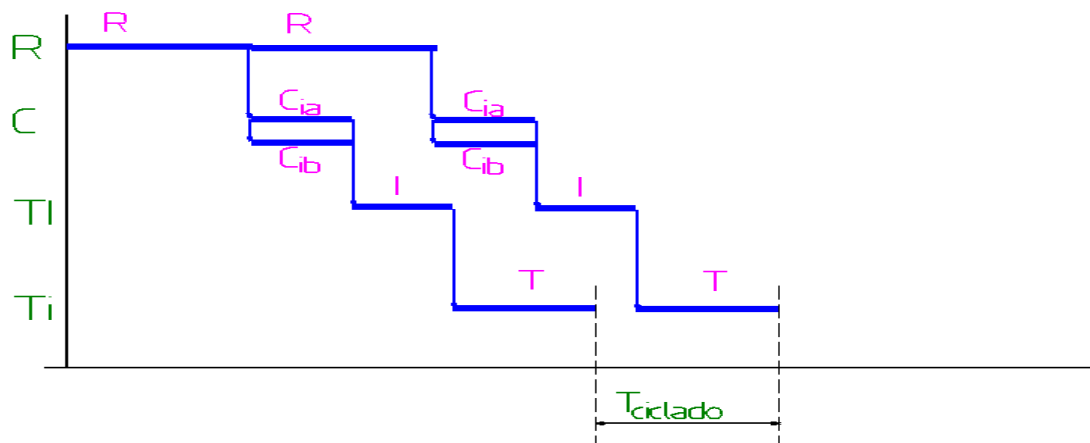 R R
R
Cia Cia
C
Cib Cib
I I
TI
T T
Ti
Tciclado